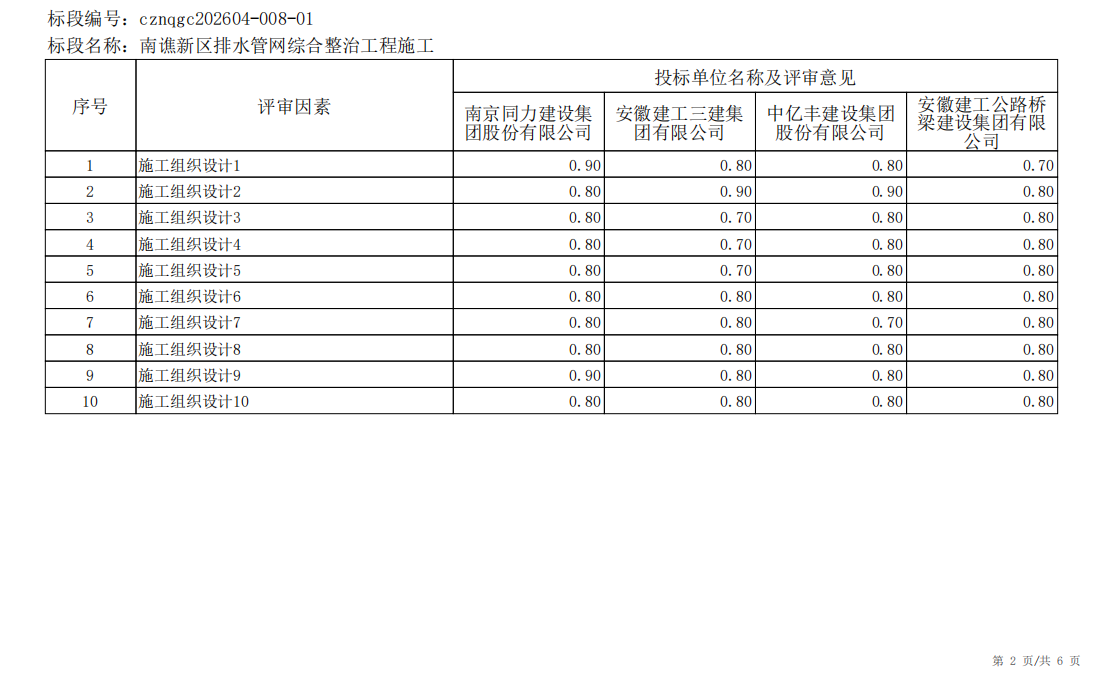 标段编号：cznqgc202604-008-01
标段名称：南谯新区排水管网综合整治工程施工
序号 评审因素 投标单位名称及评审意见
南京同力建设集团股份有限公司 安徽建工三建集团有限公司 中亿丰建设集团股份有限公司 安徽建工公路桥梁建设集团有限公司
1 施工组织设计1 0.90 0.80 0.80 0.70
2 施工组织设计2 0.80 0.90 0.90 0.80
3 施工组织设计3 0.80 0.70 0.80 0.80
4 施工组织设计4 0.80 0.70 0.80 0.80
5 施工组织设计5 0.80 0.70 0.80 0.80
6 施工组织设计6 0.80 0.80 0.80 0.80
7 施工组织设计7 0.80 0.80 0.70 0.80
8 施工组织设计8 0.80 0.80 0.80 0.80
9 施工组织设计9 0.90 0.80 0.80 0.80
10 施工组织设计10 0.80 0.80 0.80 0.80
第 2 页/共 6 页